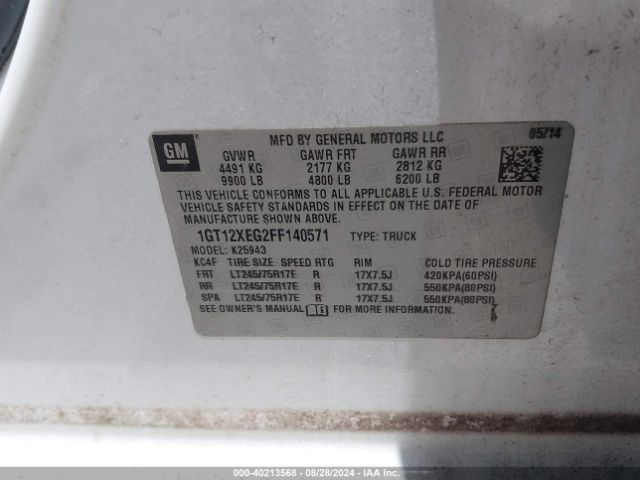 GM
MFD BY GENERAL MOTORS LLC 05/14
GVWR GAWR FRT GAWR RR
4491 KG 2177 KG 2812 KG
9900 LB 4800 LB 6200 LB
THIS VEHICLE CONFORMS TO ALL APPLICABLE U.S. FEDERAL MOTOR
VEHICLE SAFETY STANDARDS IN EFFECT ON THE DATE OF
MANUFACTURE SHOWN ABOVE.
1GT12XEG2FF140571 TYPE: TRUCK
MODEL: K25943
KC4F TIRE SIZE SPEED RTG RIM COLD TIRE PRESSURE
FRT LT245/75R17E R 17X7.5J 420KPA(60PSI)
RR LT245/75R17E R 17X7.5J 550KPA(80PSI)
SPA LT245/75R17E R 17X7.5J 550KPA(80PSI)
SEE OWNER'S MANUAL FOR MORE INFORMATION.
000-40213568 - 08/28/2024 - IAAI.COM